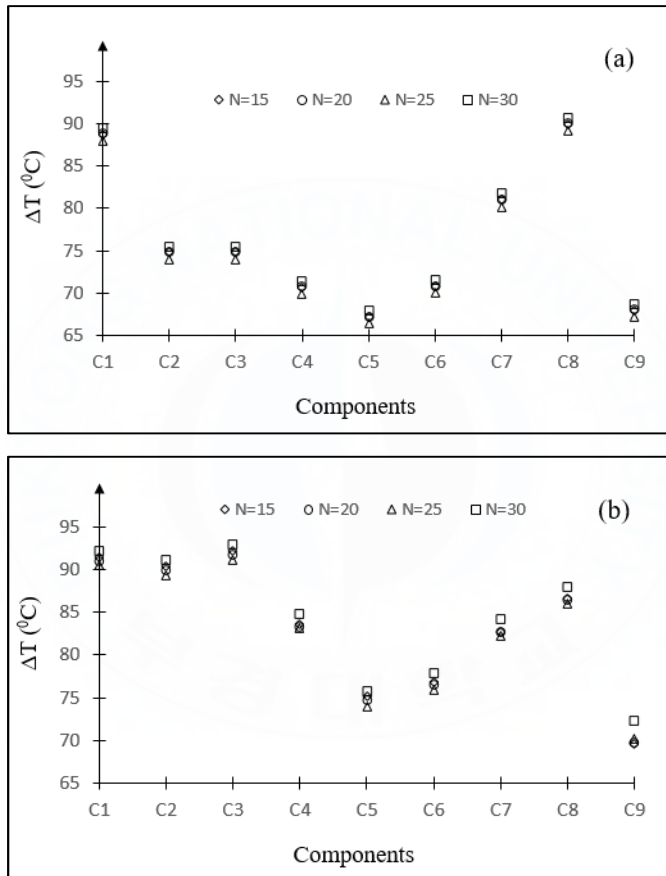 (a)
◇ N=15 ○ N=20 △ N=25 □ N=30
ΔT (⁰C)
95
90
85
80
75
70
65
C1 C2 C3 C4 C5 C6 C7 C8 C9
Components
(b)
◇ N=15 ○ N=20 △ N=25 □ N=30
ΔT (⁰C)
95
90
85
80
75
70
65
C1 C2 C3 C4 C5 C6 C7 C8 C9
Components